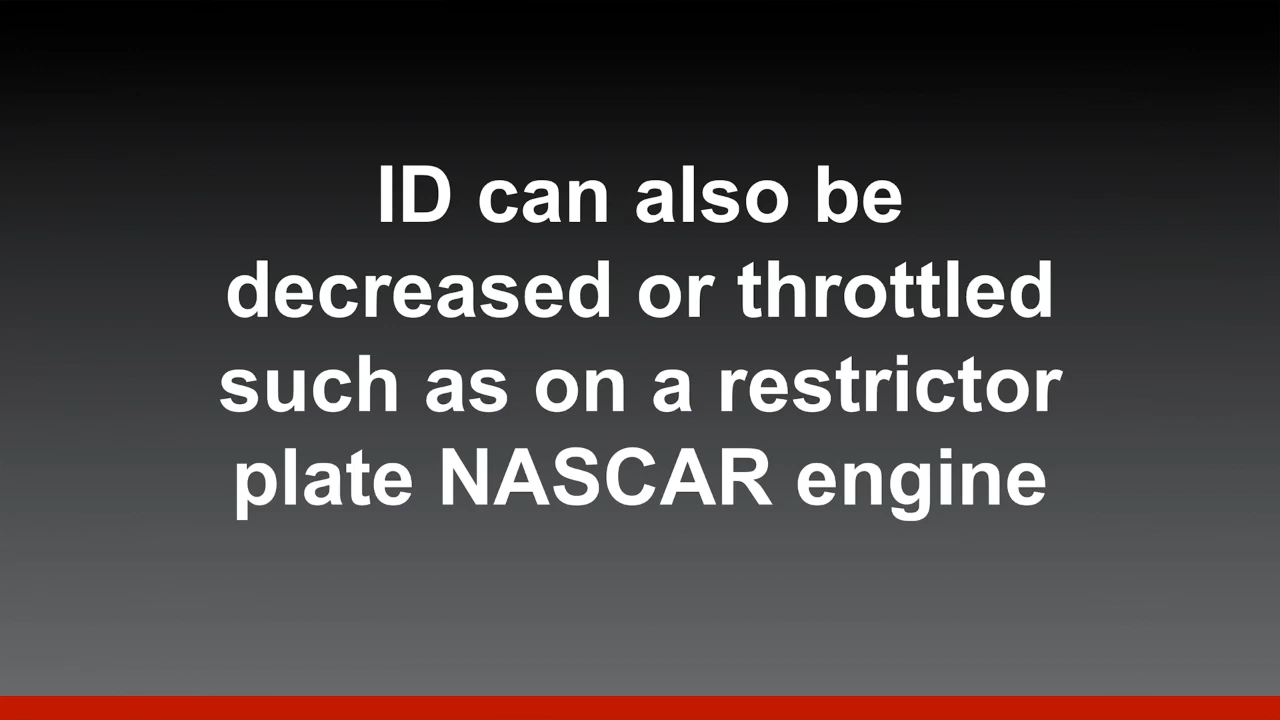 ID can also be
decreased or throttled
such as on a restrictor
plate NASCAR engine